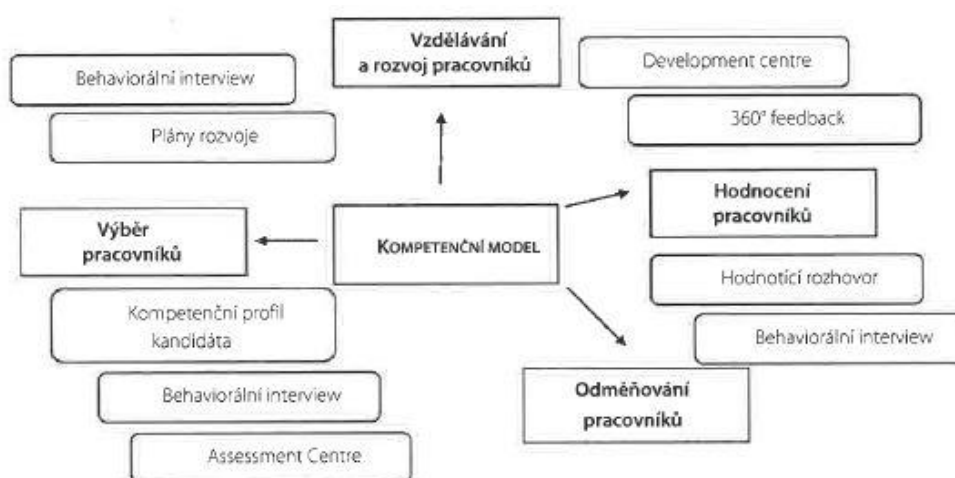 Vzdělávání
a rozvoj pracovníků
Behaviorální interview
Plány rozvoje
Development centre
360° feedback
Výběr
pracovníků
KOMPETENČNÍ MODEL
Hodnocení
pracovníků
Kompetenční profil
kandidáta
Behaviorální interview
Assessment Centre
Hodnotící rozhovor
Behaviorální interview
Odměňování
pracovníků